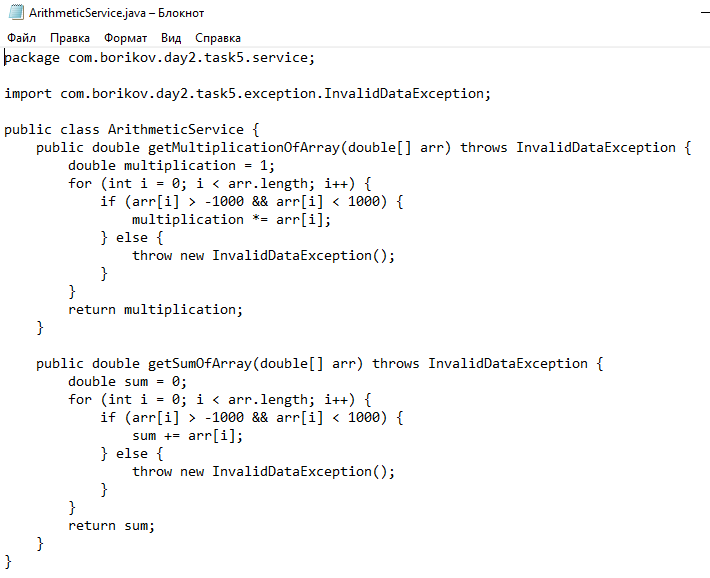 ArithmeticService.java – Блокнот
Файл Правка Формат Вид Справка
package com.borikov.day2.task5.service;

import com.borikov.day2.task5.exception.InvalidDataException;

public class ArithmeticService {
    public double getMultiplicationOfArray(double[] arr) throws InvalidDataException {
        double multiplication = 1;
        for (int i = 0; i < arr.length; i++) {
            if (arr[i] > -1000 && arr[i] < 1000) {
                multiplication *= arr[i];
            } else {
                throw new InvalidDataException();
            }
        }
        return multiplication;
    }

    public double getSumOfArray(double[] arr) throws InvalidDataException {
        double sum = 0;
        for (int i = 0; i < arr.length; i++) {
            if (arr[i] > -1000 && arr[i] < 1000) {
                sum += arr[i];
            } else {
                throw new InvalidDataException();
            }
        }
        return sum;
    }
}